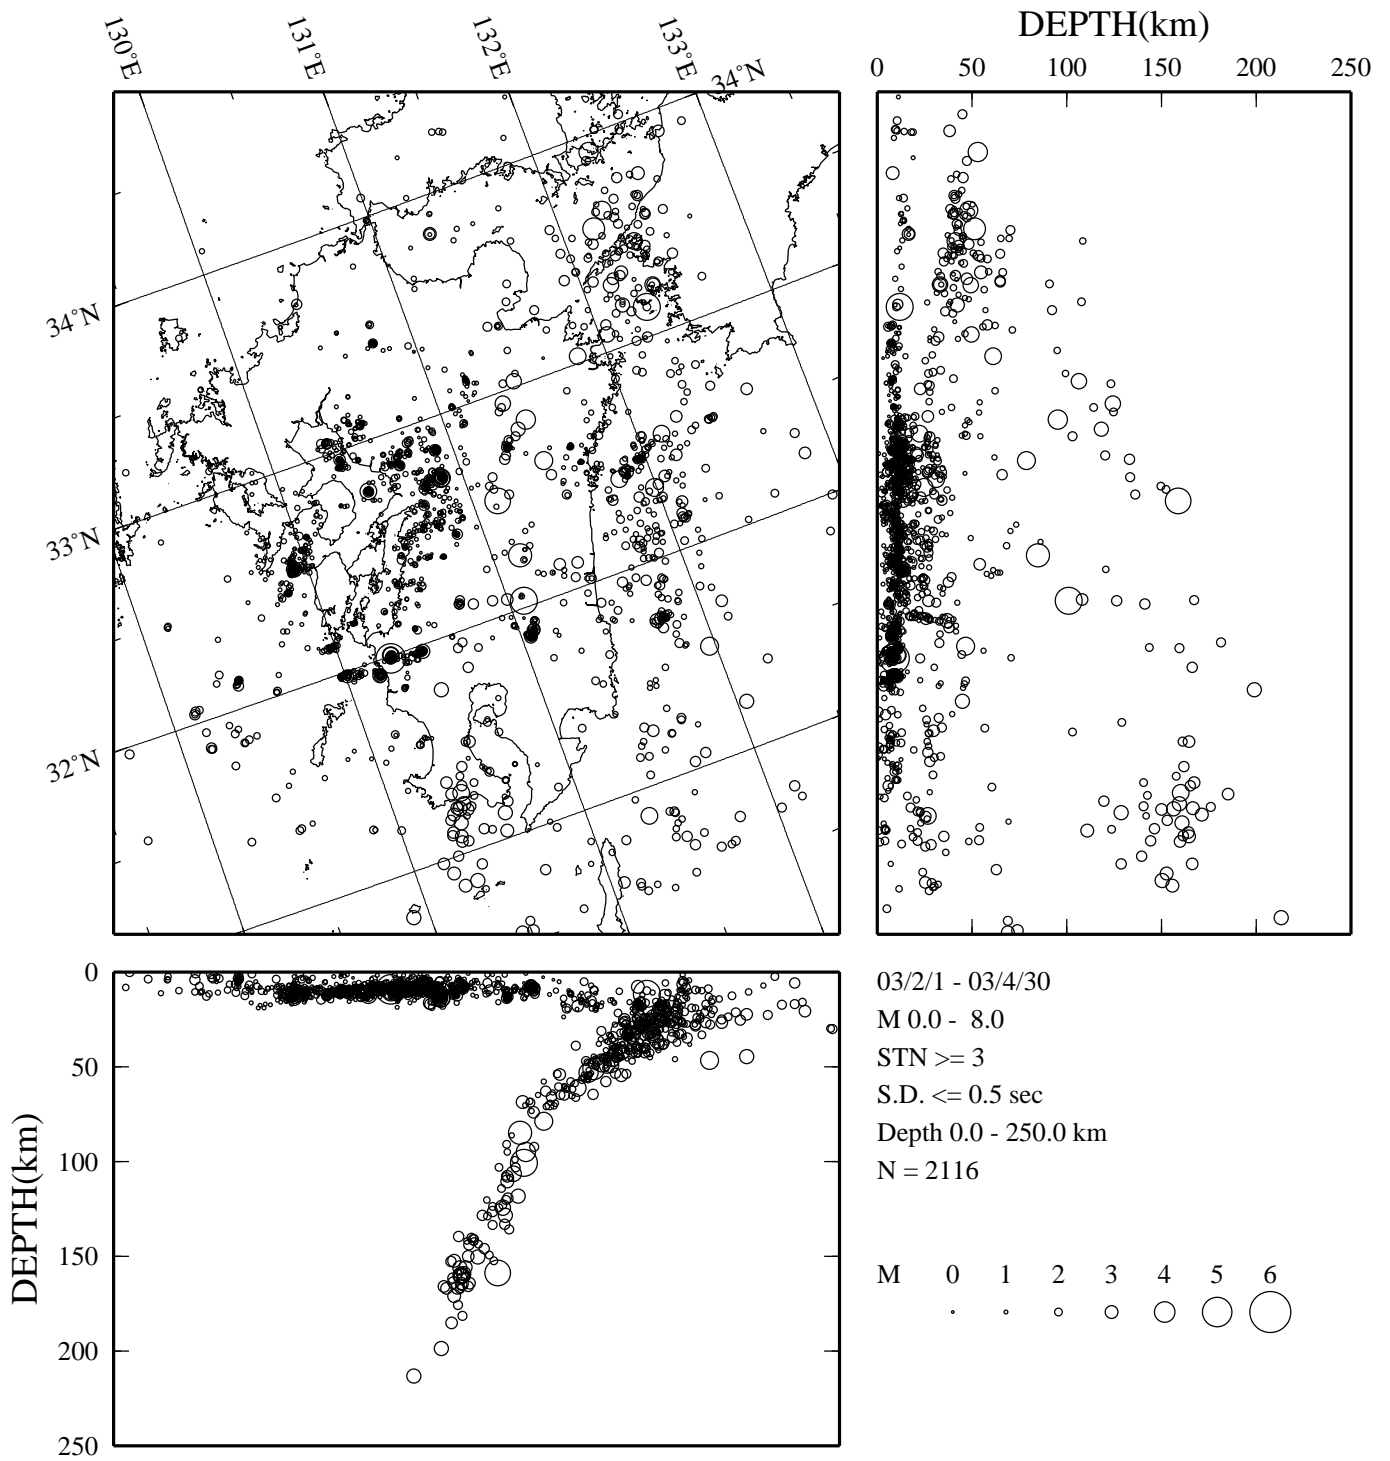 DEPTH(km)
0 50 100 150 200 250
130°E 131°E 132°E 133°E 34°N
34°N
33°N
32°N
0
50
100
150
200
250
DEPTH(km)
03/2/1 - 03/4/30
M 0.0 - 8.0
STN >= 3
S.D. <= 0.5 sec
Depth 0.0 - 250.0 km
N = 2116
M 0 1 2 3 4 5 6